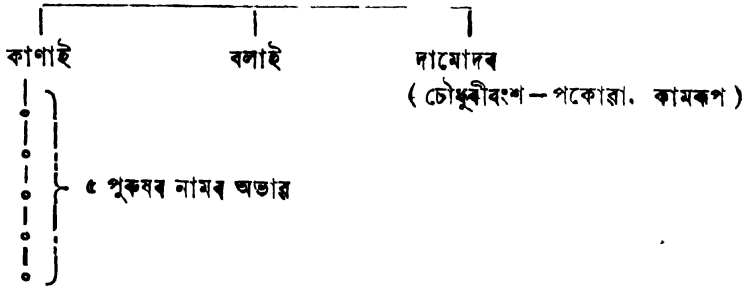 কাণাই বলাই দামোদৰ
( চৌধুৰীবংশ — পকোৱা, কামৰূপ )
৫ পুৰুষৰ নামৰ অভাৱ